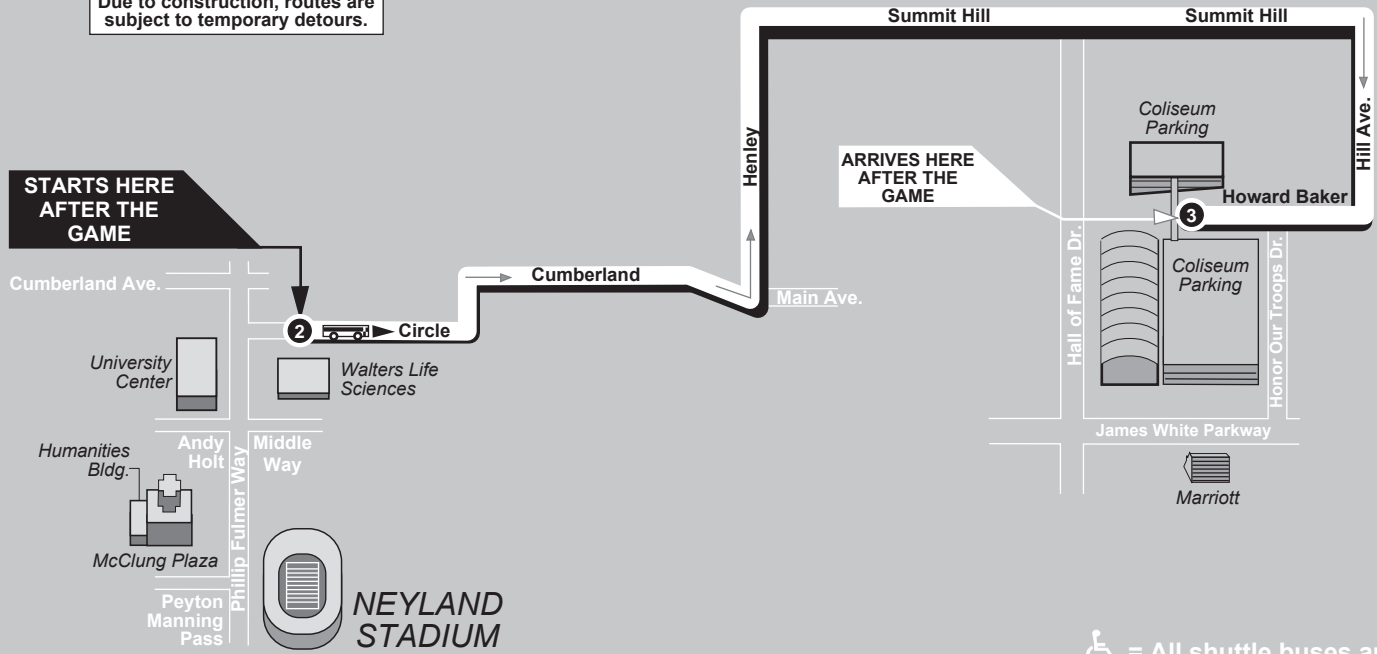 Due to construction, routes are
subject to temporary detours.
Summit Hill
Summit Hill
Hill Ave.
Henley
Coliseum
Parking
ARRIVES HERE
AFTER THE
GAME
Howard Baker
3
STARTS HERE
AFTER THE
GAME
Cumberland Ave.
Cumberland
Main Ave.
Hall of Fame Dr.
Coliseum
Parking
Honor Our Troops Dr.
2
Circle
University
Center
Walters Life
Sciences
James White Parkway
Andy
Holt
Middle
Way
Humanities
Bldg.
Marriott
McClung Plaza
Phillip Fulmer Way
Peyton
Manning
Pass
NEYLAND
STADIUM
= All shuttle buses